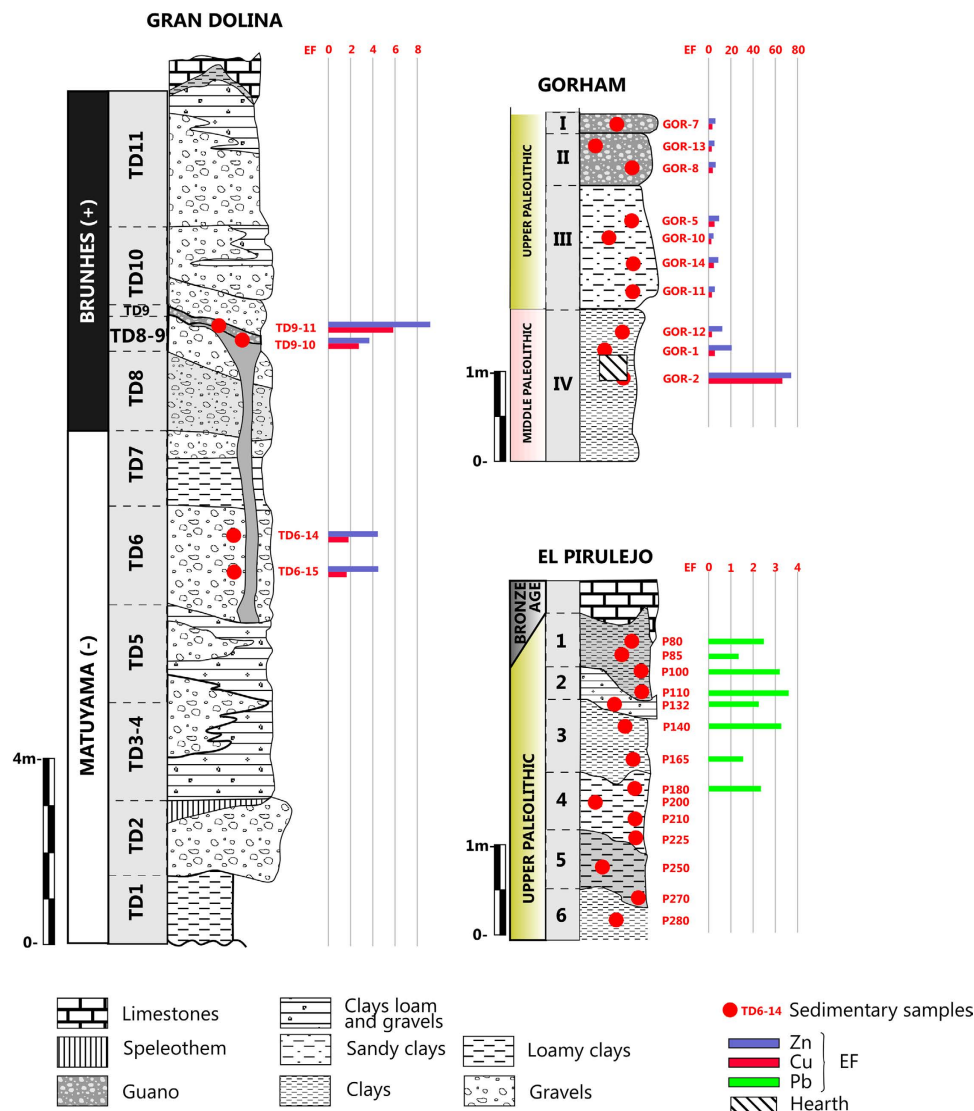 GRAN DOLINA
EF 0 2 4 6 8
BRUNHES (+)
MATUYAMA (-)
TD11
TD10
TD9
TD8-9
TD8
TD7
TD6
TD5
TD3-4
TD2
TD1
TD9-11
TD9-10
TD6-14
TD6-15
4m
0-
GORHAM
EF 0 20 40 60 80
UPPER PALEOLITHIC
MIDDLE PALEOLITHIC
I
II
III
IV
GOR-7
GOR-13
GOR-8
GOR-5
GOR-10
GOR-14
GOR-11
GOR-12
GOR-1
GOR-2
1m
0-
EL PIRULEJO
EF 0 1 2 3 4
BRONZE
AGE
UPPER PALEOLITHIC
1
2
3
4
5
6
P80
P85
P100
P110
P132
P140
P165
P180
P200
P210
P225
P250
P270
P280
1m
0-
Limestones
Speleothem
Guano
Clays loam
and gravels
Sandy clays
Clays
Loamy clays
Gravels
TD6-14 Sedimentary samples
Zn
Cu
Pb
EF
Hearth